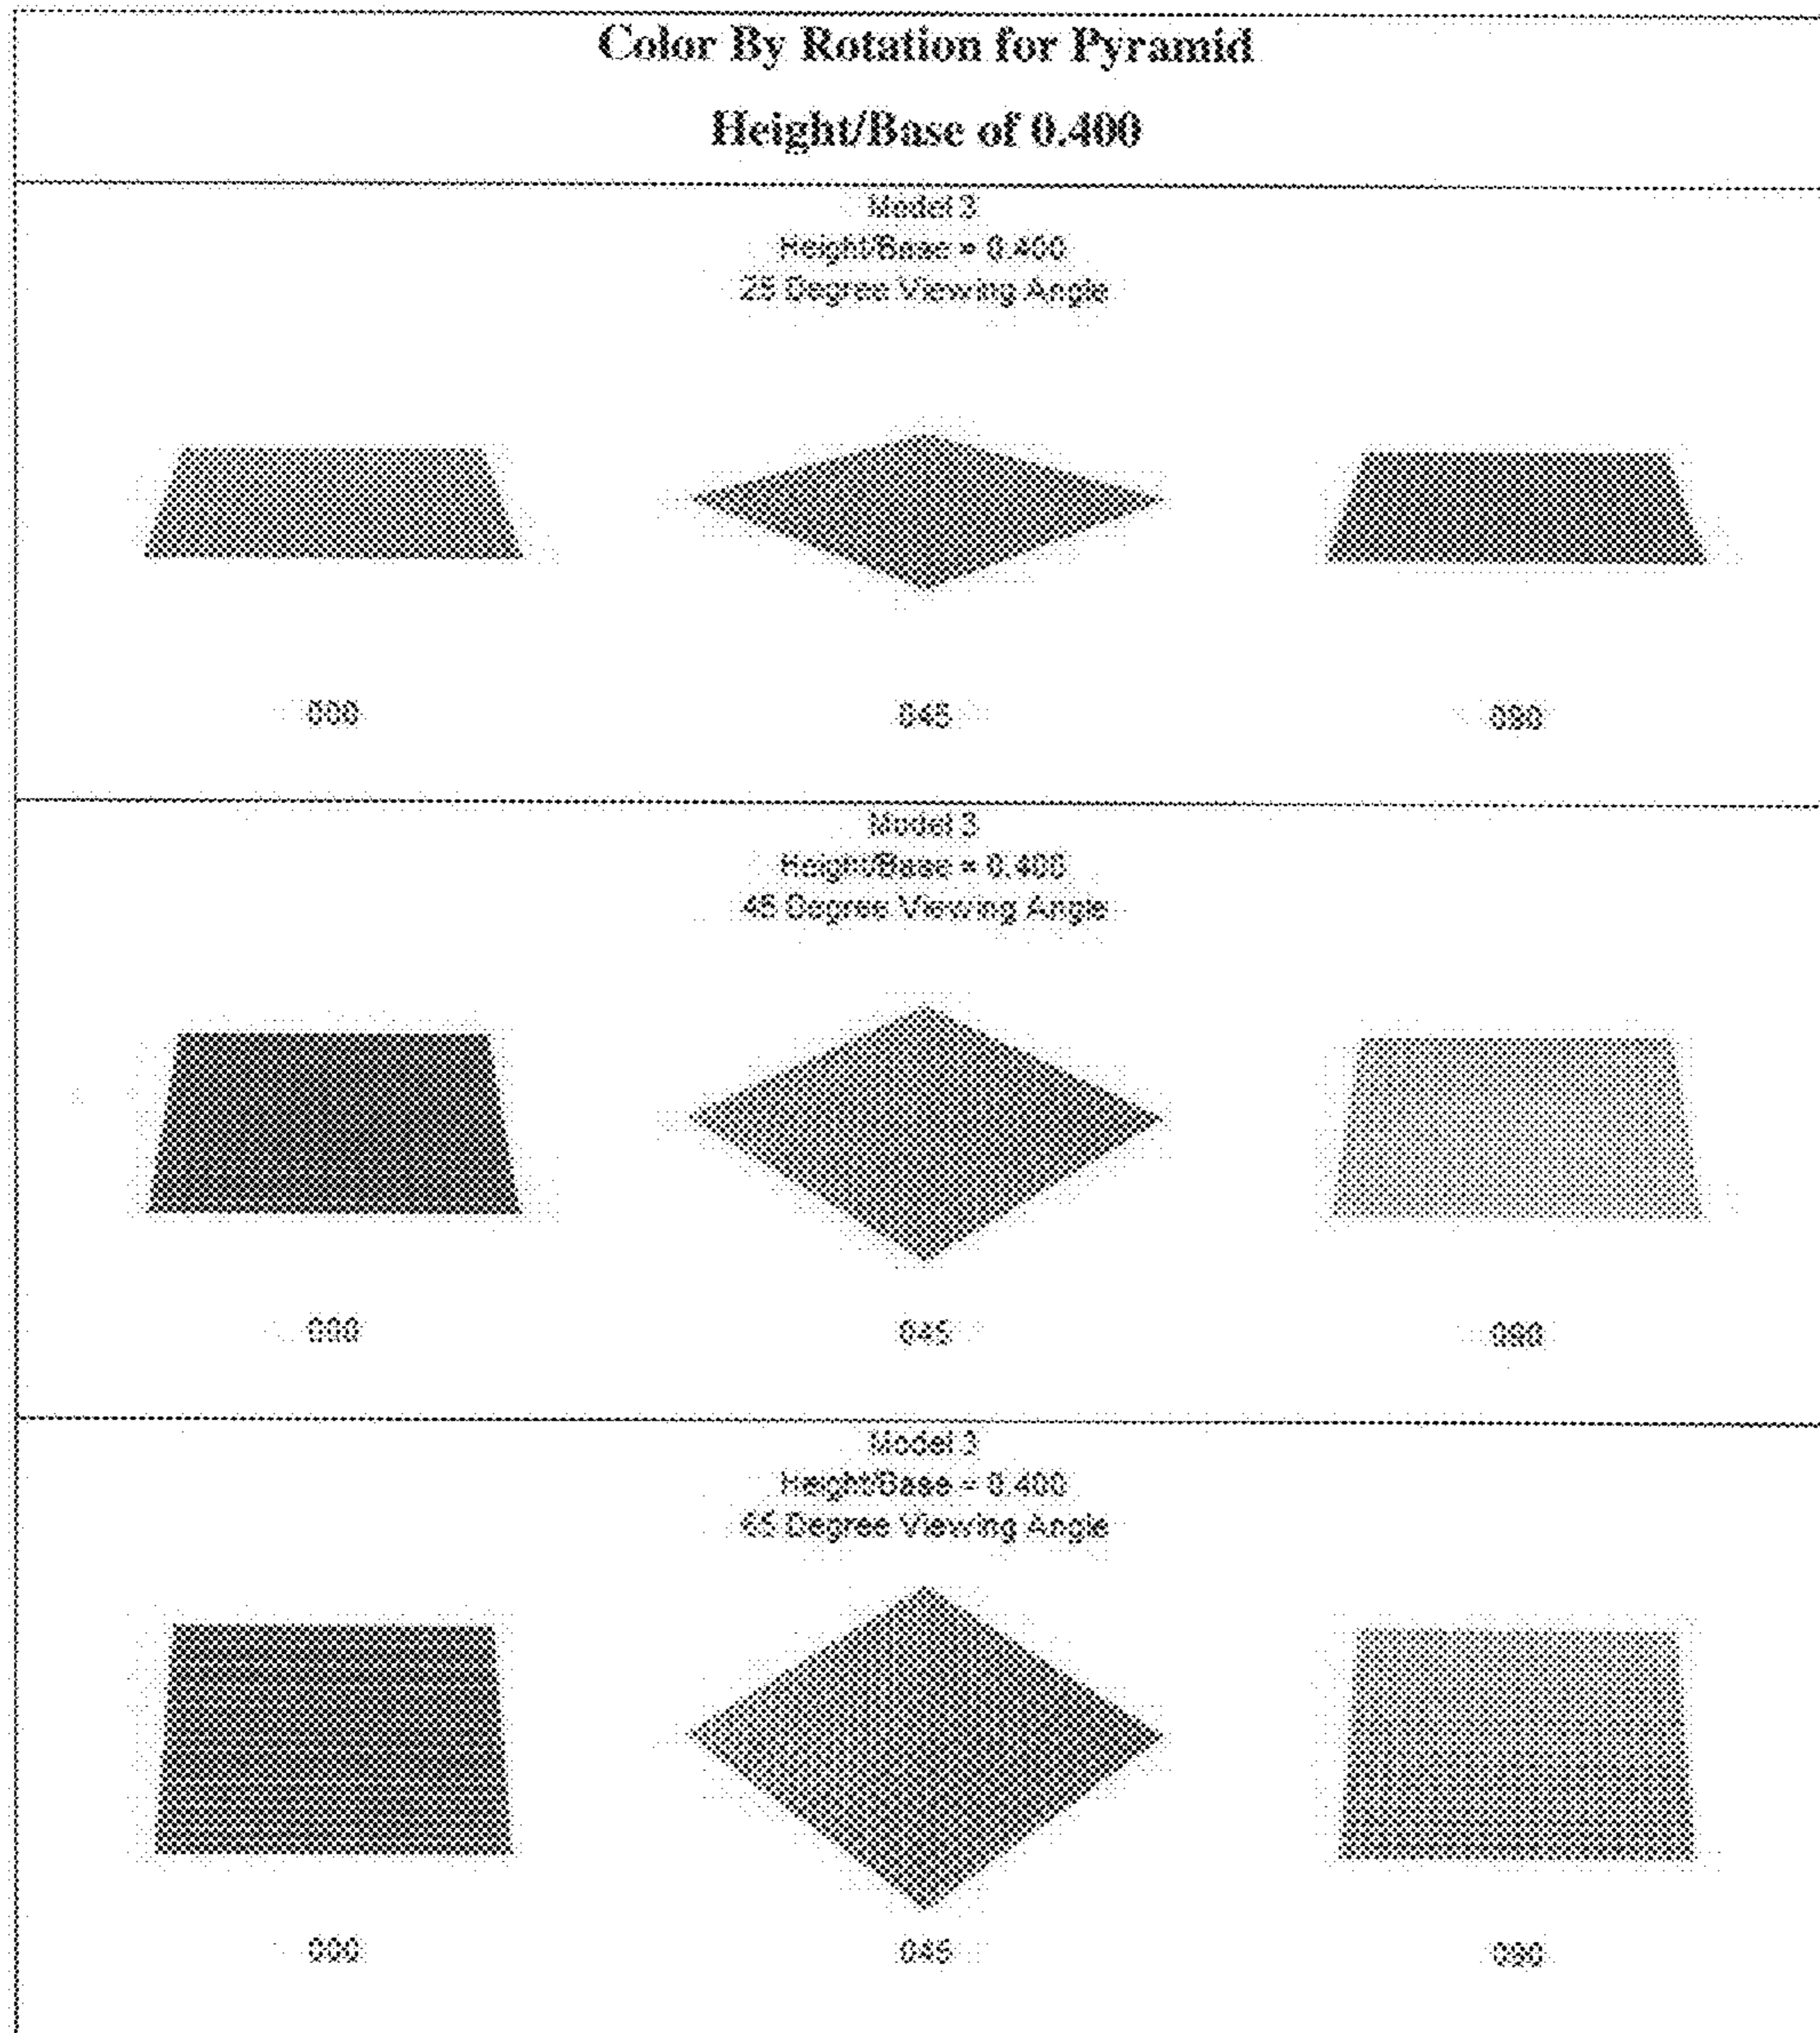 Color By Rotation for Pyramid
Height/Base of 0.400
Model 3
Height/Base = 0.400
25 Degree Viewing Angle
000 045 090
Model 3
Height/Base = 0.400
45 Degree Viewing Angle
000 045 090
Model 3
Height/Base = 0.400
65 Degree Viewing Angle
000 045 090